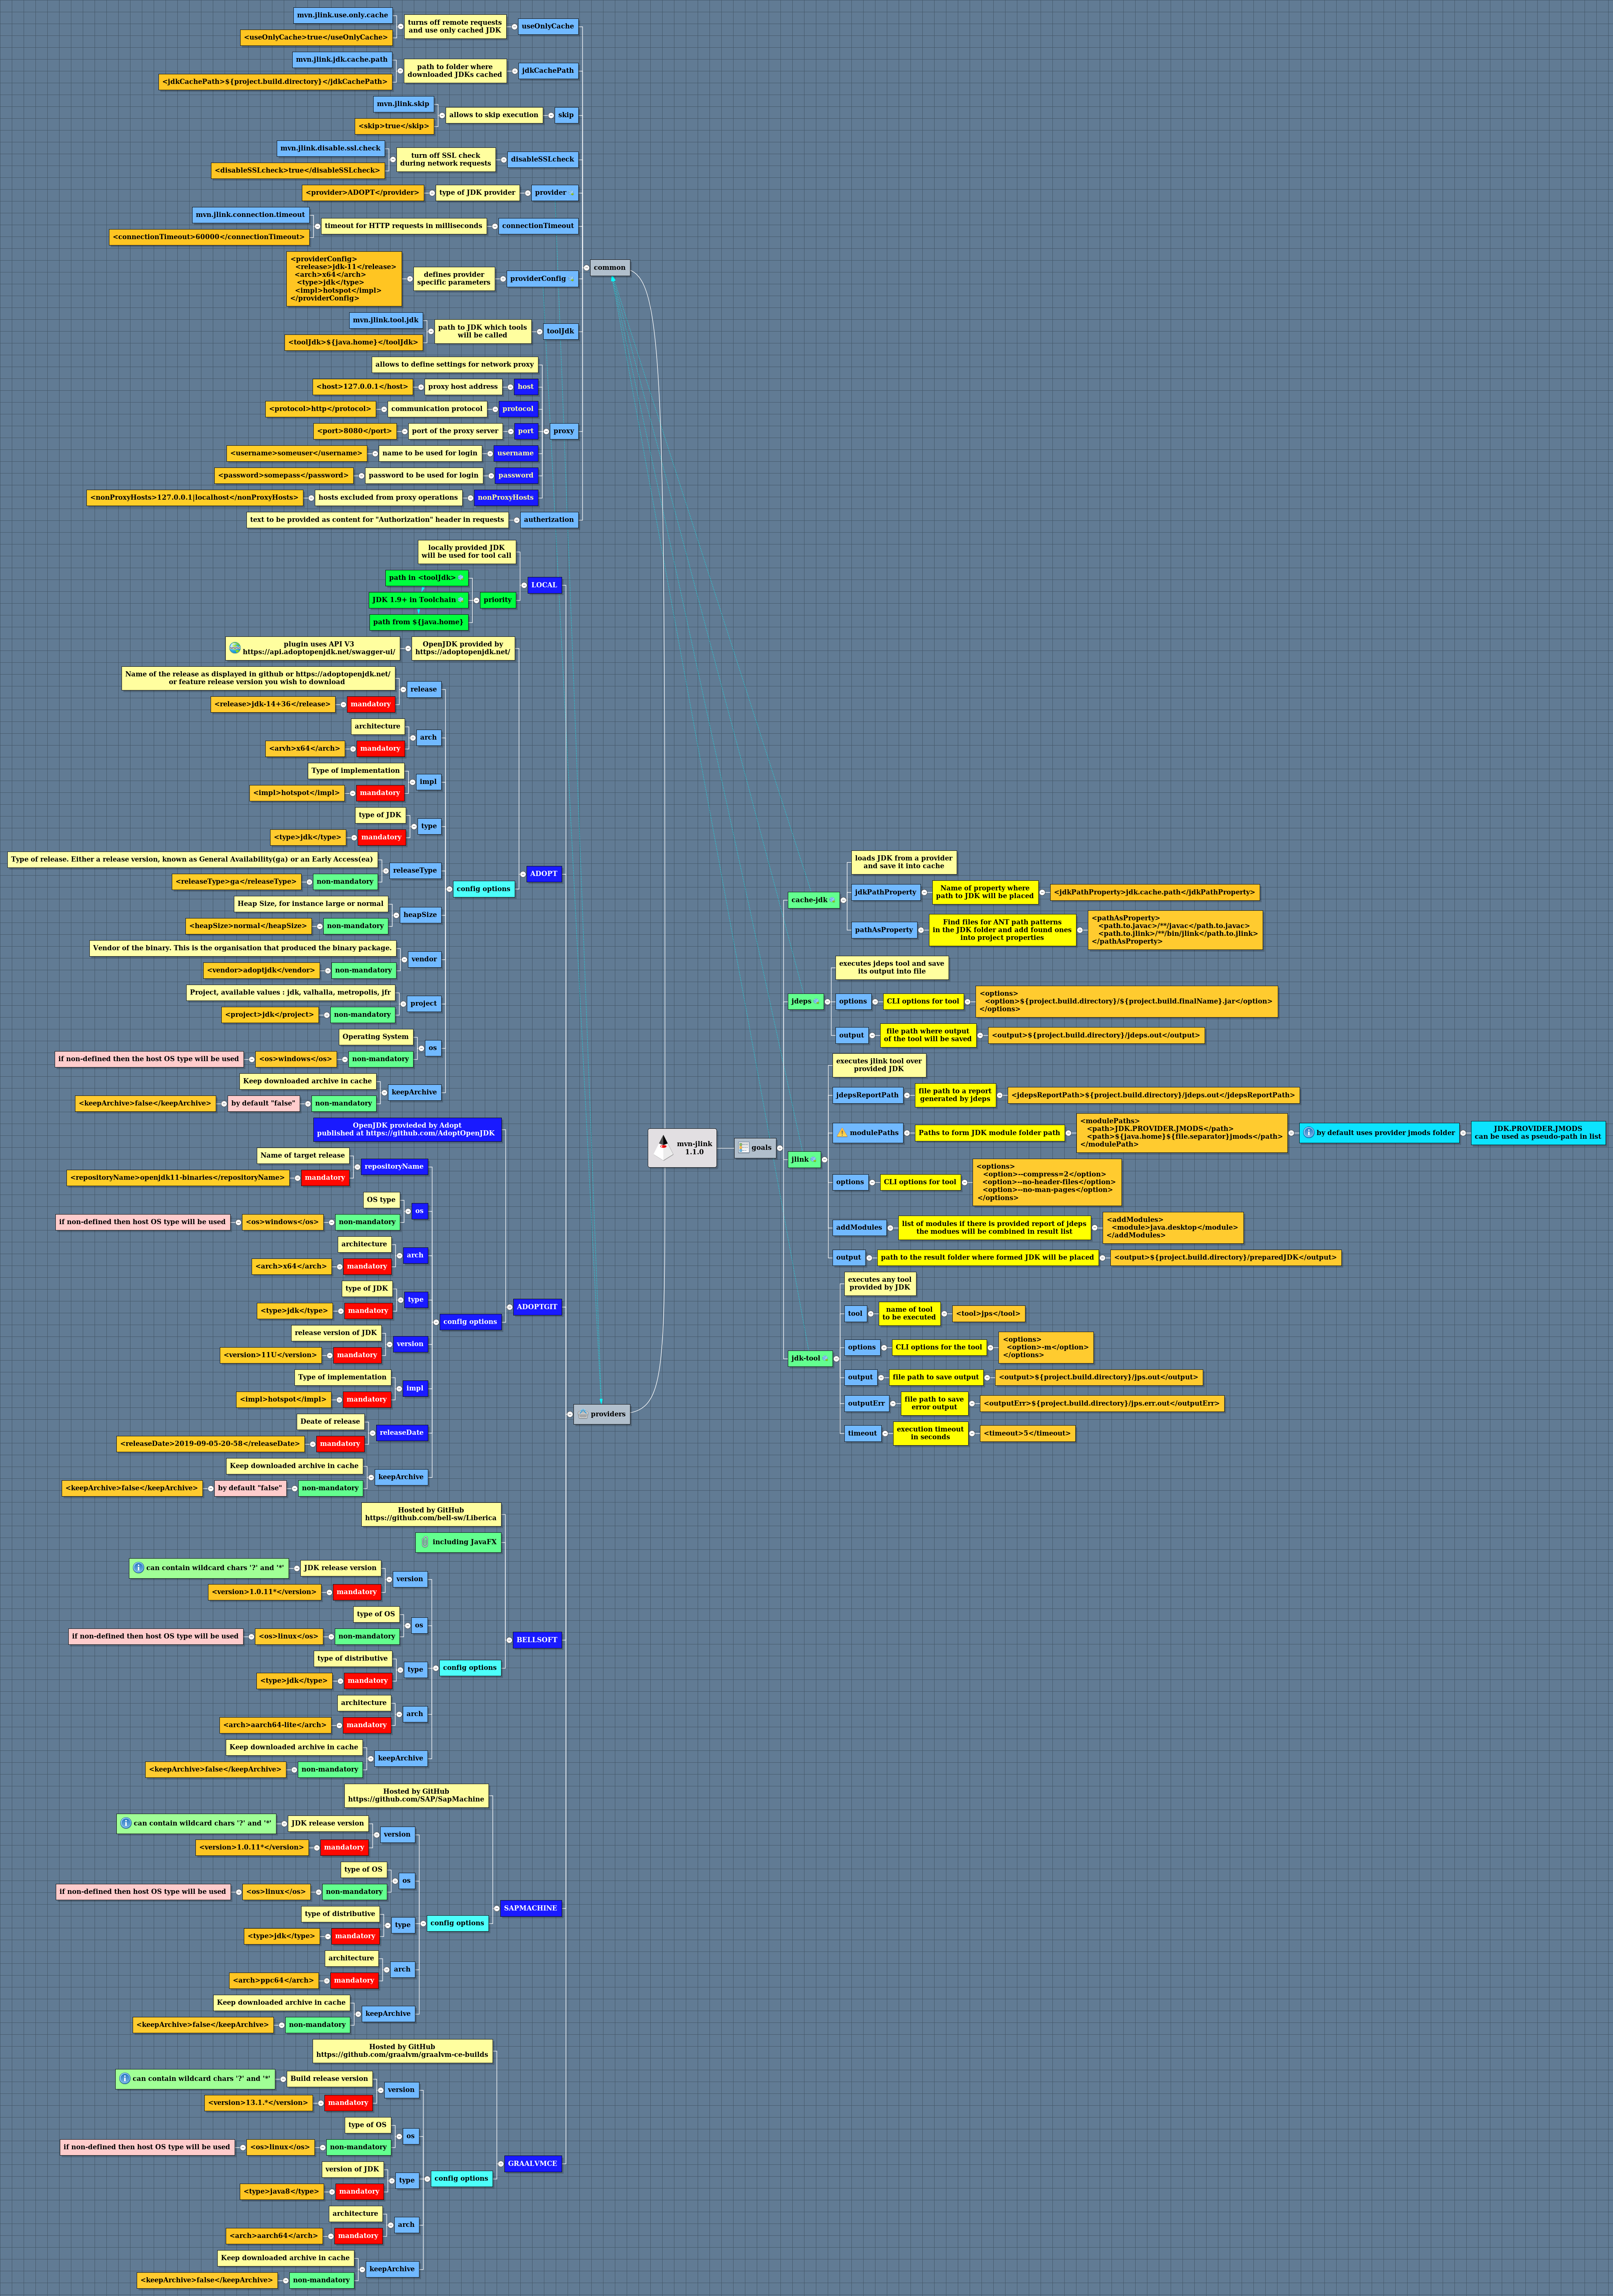 mvn.jlink.use.only.cache
<useOnlyCache>true</useOnlyCache>
turns off remote requests
and use only cached JDK
useOnlyCache
mvn.jlink.jdk.cache.path
<jdkCachePath>${project.build.directory}</jdkCachePath>
path to folder where
downloaded JDKs cached
jdkCachePath
mvn.jlink.skip
<skip>true</skip>
allows to skip execution
skip
mvn.jlink.disable.ssl.check
<disableSSLcheck>true</disableSSLcheck>
turn off SSL check
during network requests
disableSSLcheck
<provider>ADOPT</provider>
type of JDK provider
provider
mvn.jlink.connection.timeout
<connectionTimeout>60000</connectionTimeout>
timeout for HTTP requests in milliseconds
connectionTimeout
<providerConfig>
<release>jdk-11</release>
<arch>x64</arch>
<type>jdk</type>
<impl>hotspot</impl>
</providerConfig>
defines provider
specific parameters
providerConfig
common
mvn.jlink.tool.jdk
<toolJdk>${java.home}</toolJdk>
path to JDK which tools
will be called
toolJdk
allows to define settings for network proxy
<host>127.0.0.1</host>
proxy host address
host
<protocol>http</protocol>
communication protocol
protocol
<port>8080</port>
port of the proxy server
port
proxy
<username>someuser</username>
name to be used for login
username
<password>somepass</password>
password to be used for login
password
<nonProxyHosts>127.0.0.1|localhost</nonProxyHosts>
hosts excluded from proxy operations
nonProxyHosts
text to be provided as content for "Authorization" header in requests
autherization
locally provided JDK
will be used for tool call
LOCAL
path in <toolJdk>
JDK 1.9+ in Toolchain
path from ${java.home}
priority
plugin uses API V3
https://api.adoptopenjdk.net/swagger-ui/
OpenJDK provided by
https://adoptopenjdk.net/
Name of the release as displayed in github or https://adoptopenjdk.net/
or feature release version you wish to download
<release>jdk-14+36</release>
mandatory
release
architecture
<arvh>x64</arch>
mandatory
arch
Type of implementation
<impl>hotspot</impl>
mandatory
impl
type of JDK
<type>jdk</type>
mandatory
type
Type of release. Either a release version, known as General Availability(ga) or an Early Access(ea)
<releaseType>ga</releaseType>
non-mandatory
releaseType
config options
ADOPT
Heap Size, for instance large or normal
<heapSize>normal</heapSize>
non-mandatory
heapSize
Vendor of the binary. This is the organisation that produced the binary package.
<vendor>adoptjdk</vendor>
non-mandatory
vendor
Project, available values : jdk, valhalla, metropolis, jfr
<project>jdk</project>
non-mandatory
project
Operating System
if non-defined then the host OS type will be used
<os>windows</os>
non-mandatory
os
Keep downloaded archive in cache
<keepArchive>false</keepArchive>
by default "false"
non-mandatory
keepArchive
OpenJDK provieded by Adopt
published at https://github.com/AdoptOpenJDK
Name of target release
<repositoryName>openjdk11-binaries</repositoryName>
mandatory
repositoryName
OS type
if non-defined then host OS type will be used
<os>windows</os>
non-mandatory
os
architecture
<arch>x64</arch>
mandatory
arch
type of JDK
<type>jdk</type>
mandatory
type
config options
ADOPTGIT
release version of JDK
<version>11U</version>
mandatory
version
Type of implementation
<impl>hotspot</impl>
mandatory
impl
Deate of release
<releaseDate>2019-09-05-20-58</releaseDate>
mandatory
releaseDate
Keep downloaded archive in cache
<keepArchive>false</keepArchive>
by default "false"
non-mandatory
keepArchive
providers
Hosted by GitHub
https://github.com/bell-sw/Liberica
including JavaFX
can contain wildcard chars '?' and '*'
JDK release version
<version>1.0.11*</version>
mandatory
version
type of OS
if non-defined then host OS type will be used
<os>linux</os>
non-mandatory
os
type of distributive
<type>jdk</type>
mandatory
type
config options
BELLSOFT
architecture
<arch>aarch64-lite</arch>
mandatory
arch
Keep downloaded archive in cache
<keepArchive>false</keepArchive>
non-mandatory
keepArchive
Hosted by GitHub
https://github.com/SAP/SapMachine
can contain wildcard chars '?' and '*'
JDK release version
<version>1.0.11*</version>
mandatory
version
type of OS
if non-defined then host OS type will be used
<os>linux</os>
non-mandatory
os
type of distributive
<type>jdk</type>
mandatory
type
config options
SAPMACHINE
architecture
<arch>ppc64</arch>
mandatory
arch
Keep downloaded archive in cache
<keepArchive>false</keepArchive>
non-mandatory
keepArchive
Hosted by GitHub
https://github.com/graalvm/graalvm-ce-builds
can contain wildcard chars '?' and '*'
Build release version
<version>13.1.*</version>
mandatory
version
type of OS
if non-defined then host OS type will be used
<os>linux</os>
non-mandatory
os
version of JDK
<type>java8</type>
mandatory
type
config options
GRAALVMCE
architecture
<arch>aarch64</arch>
mandatory
arch
Keep downloaded archive in cache
<keepArchive>false</keepArchive>
non-mandatory
keepArchive
mvn-jlink
1.1.0
goals
cache-jdk
loads JDK from a provider
and save it into cache
jdkPathProperty
Name of property where
path to JDK will be placed
<jdkPathProperty>jdk.cache.path</jdkPathProperty>
pathAsProperty
Find files for ANT path patterns
in the JDK folder and add found ones
into project properties
<pathAsProperty>
<path.to.javac>/**/javac</path.to.javac>
<path.to.jlink>/**/bin/jlink</path.to.jlink>
</pathAsProperty>
jdeps
executes jdeps tool and save
its output into file
options
CLI options for tool
<options>
<option>${project.build.directory}/${project.build.finalName}.jar</option>
</options>
output
file path where output
of the tool will be saved
<output>${project.build.directory}/jdeps.out</output>
jlink
executes jlink tool over
provided JDK
jdepsReportPath
file path to a report
generated by jdeps
<jdepsReportPath>${project.build.directory}/jdeps.out</jdepsReportPath>
modulePaths
Paths to form JDK module folder path
<modulePaths>
<path>JDK.PROVIDER.JMODS</path>
<path>${java.home}${file.separator}jmods</path>
</modulePath>
by default uses provider jmods folder
JDK.PROVIDER.JMODS
can be used as pseudo-path in list
options
CLI options for tool
<options>
<option>--compress=2</option>
<option>--no-header-files</option>
<option>--no-man-pages</option>
</options>
addModules
list of modules if there is provided report of jdeps
the modues will be combined in result list
<addModules>
<module>java.desktop</module>
</addModules>
output
path to the result folder where formed JDK will be placed
<output>${project.build.directory}/preparedJDK</output>
jdk-tool
executes any tool
provided by JDK
tool
name of tool
to be executed
<tool>jps</tool>
options
CLI options for the tool
<options>
<option>-m</option>
</options>
output
file path to save output
<output>${project.build.directory}/jps.out</output>
outputErr
file path to save
error output
<outputErr>${project.build.directory}/jps.err.out</outputErr>
timeout
execution timeout
in seconds
<timeout>5</timeout>